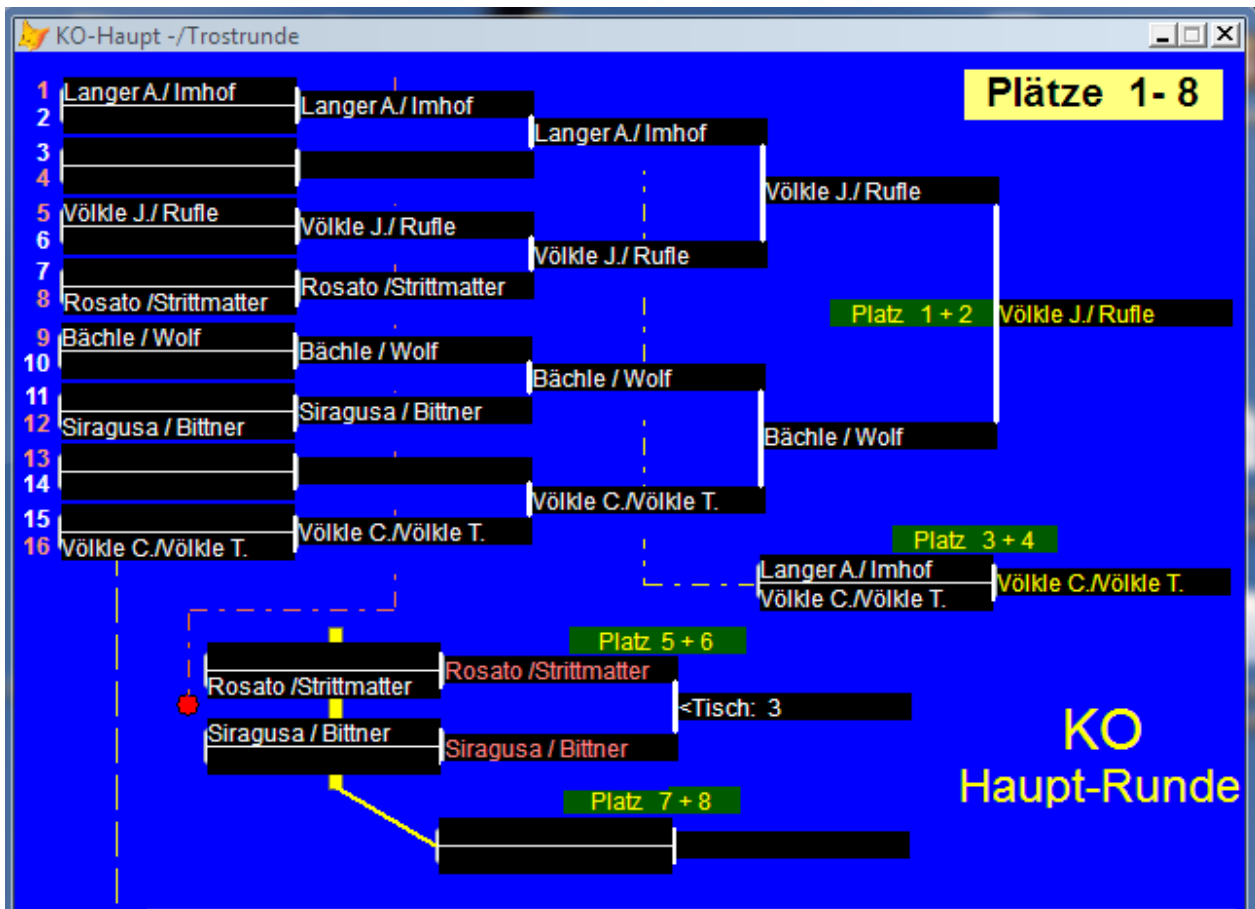 KO-Haupt -/Trostrunde
Plätze 1- 8
1 Langer A./ Imhof
2
3
4
5 Völkle J./ Rufle
6
7
8 Rosato /Strittmatter
9 Bächle / Wolf
10
11
12 Siragusa / Bittner
13
14
15
16 Völkle C./Völkle T.
Langer A./ Imhof
Völkle J./ Rufle
Rosato /Strittmatter
Bächle / Wolf
Siragusa / Bittner
Völkle C./Völkle T.
Langer A./ Imhof
Völkle J./ Rufle
Bächle / Wolf
Völkle C./Völkle T.
Völkle J./ Rufle
Bächle / Wolf
Platz 1 + 2
Völkle J./ Rufle
Platz 3 + 4
Langer A./ Imhof
Völkle C./Völkle T.
Völkle C./Völkle T.
Platz 5 + 6
Rosato /Strittmatter
Siragusa / Bittner
Rosato /Strittmatter
Siragusa / Bittner
<Tisch: 3
Platz 7 + 8
KO
Haupt-Runde